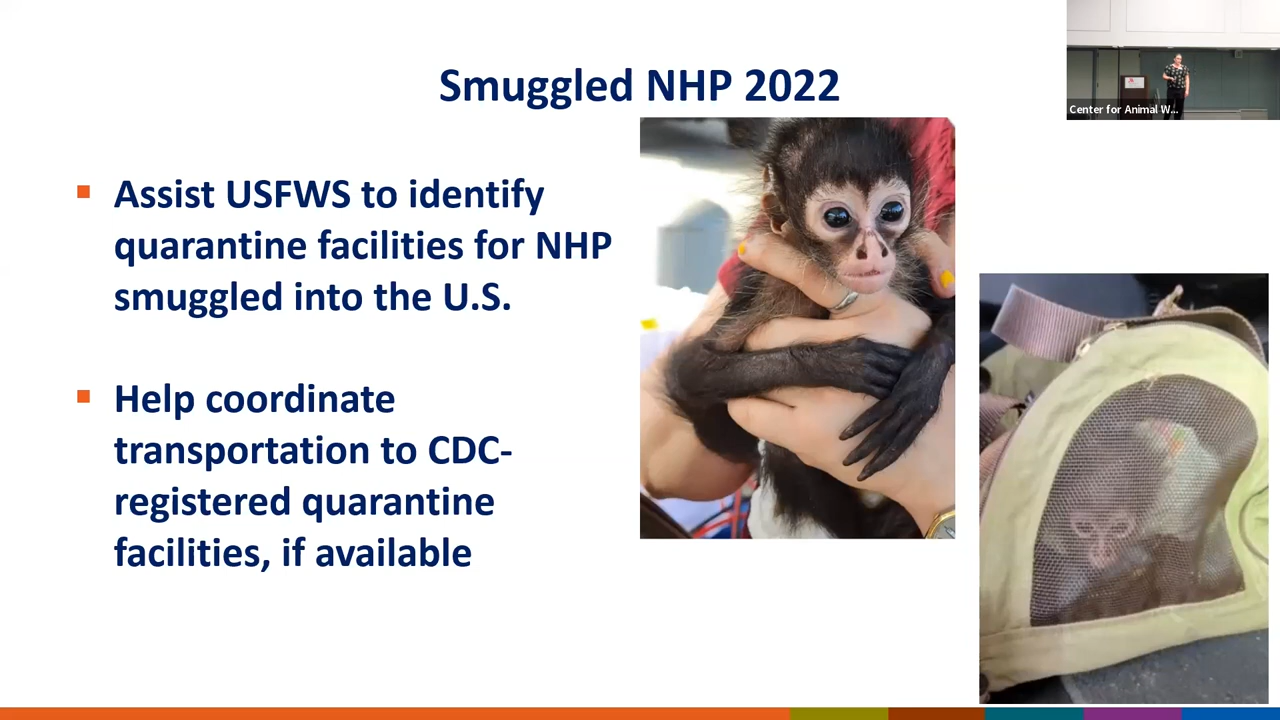 Smuggled NHP 2022
Assist USFWS to identify
quarantine facilities for NHP
smuggled into the U.S.
Help coordinate
transportation to CDC-
registered quarantine
facilities, if available
Center for Animal W...